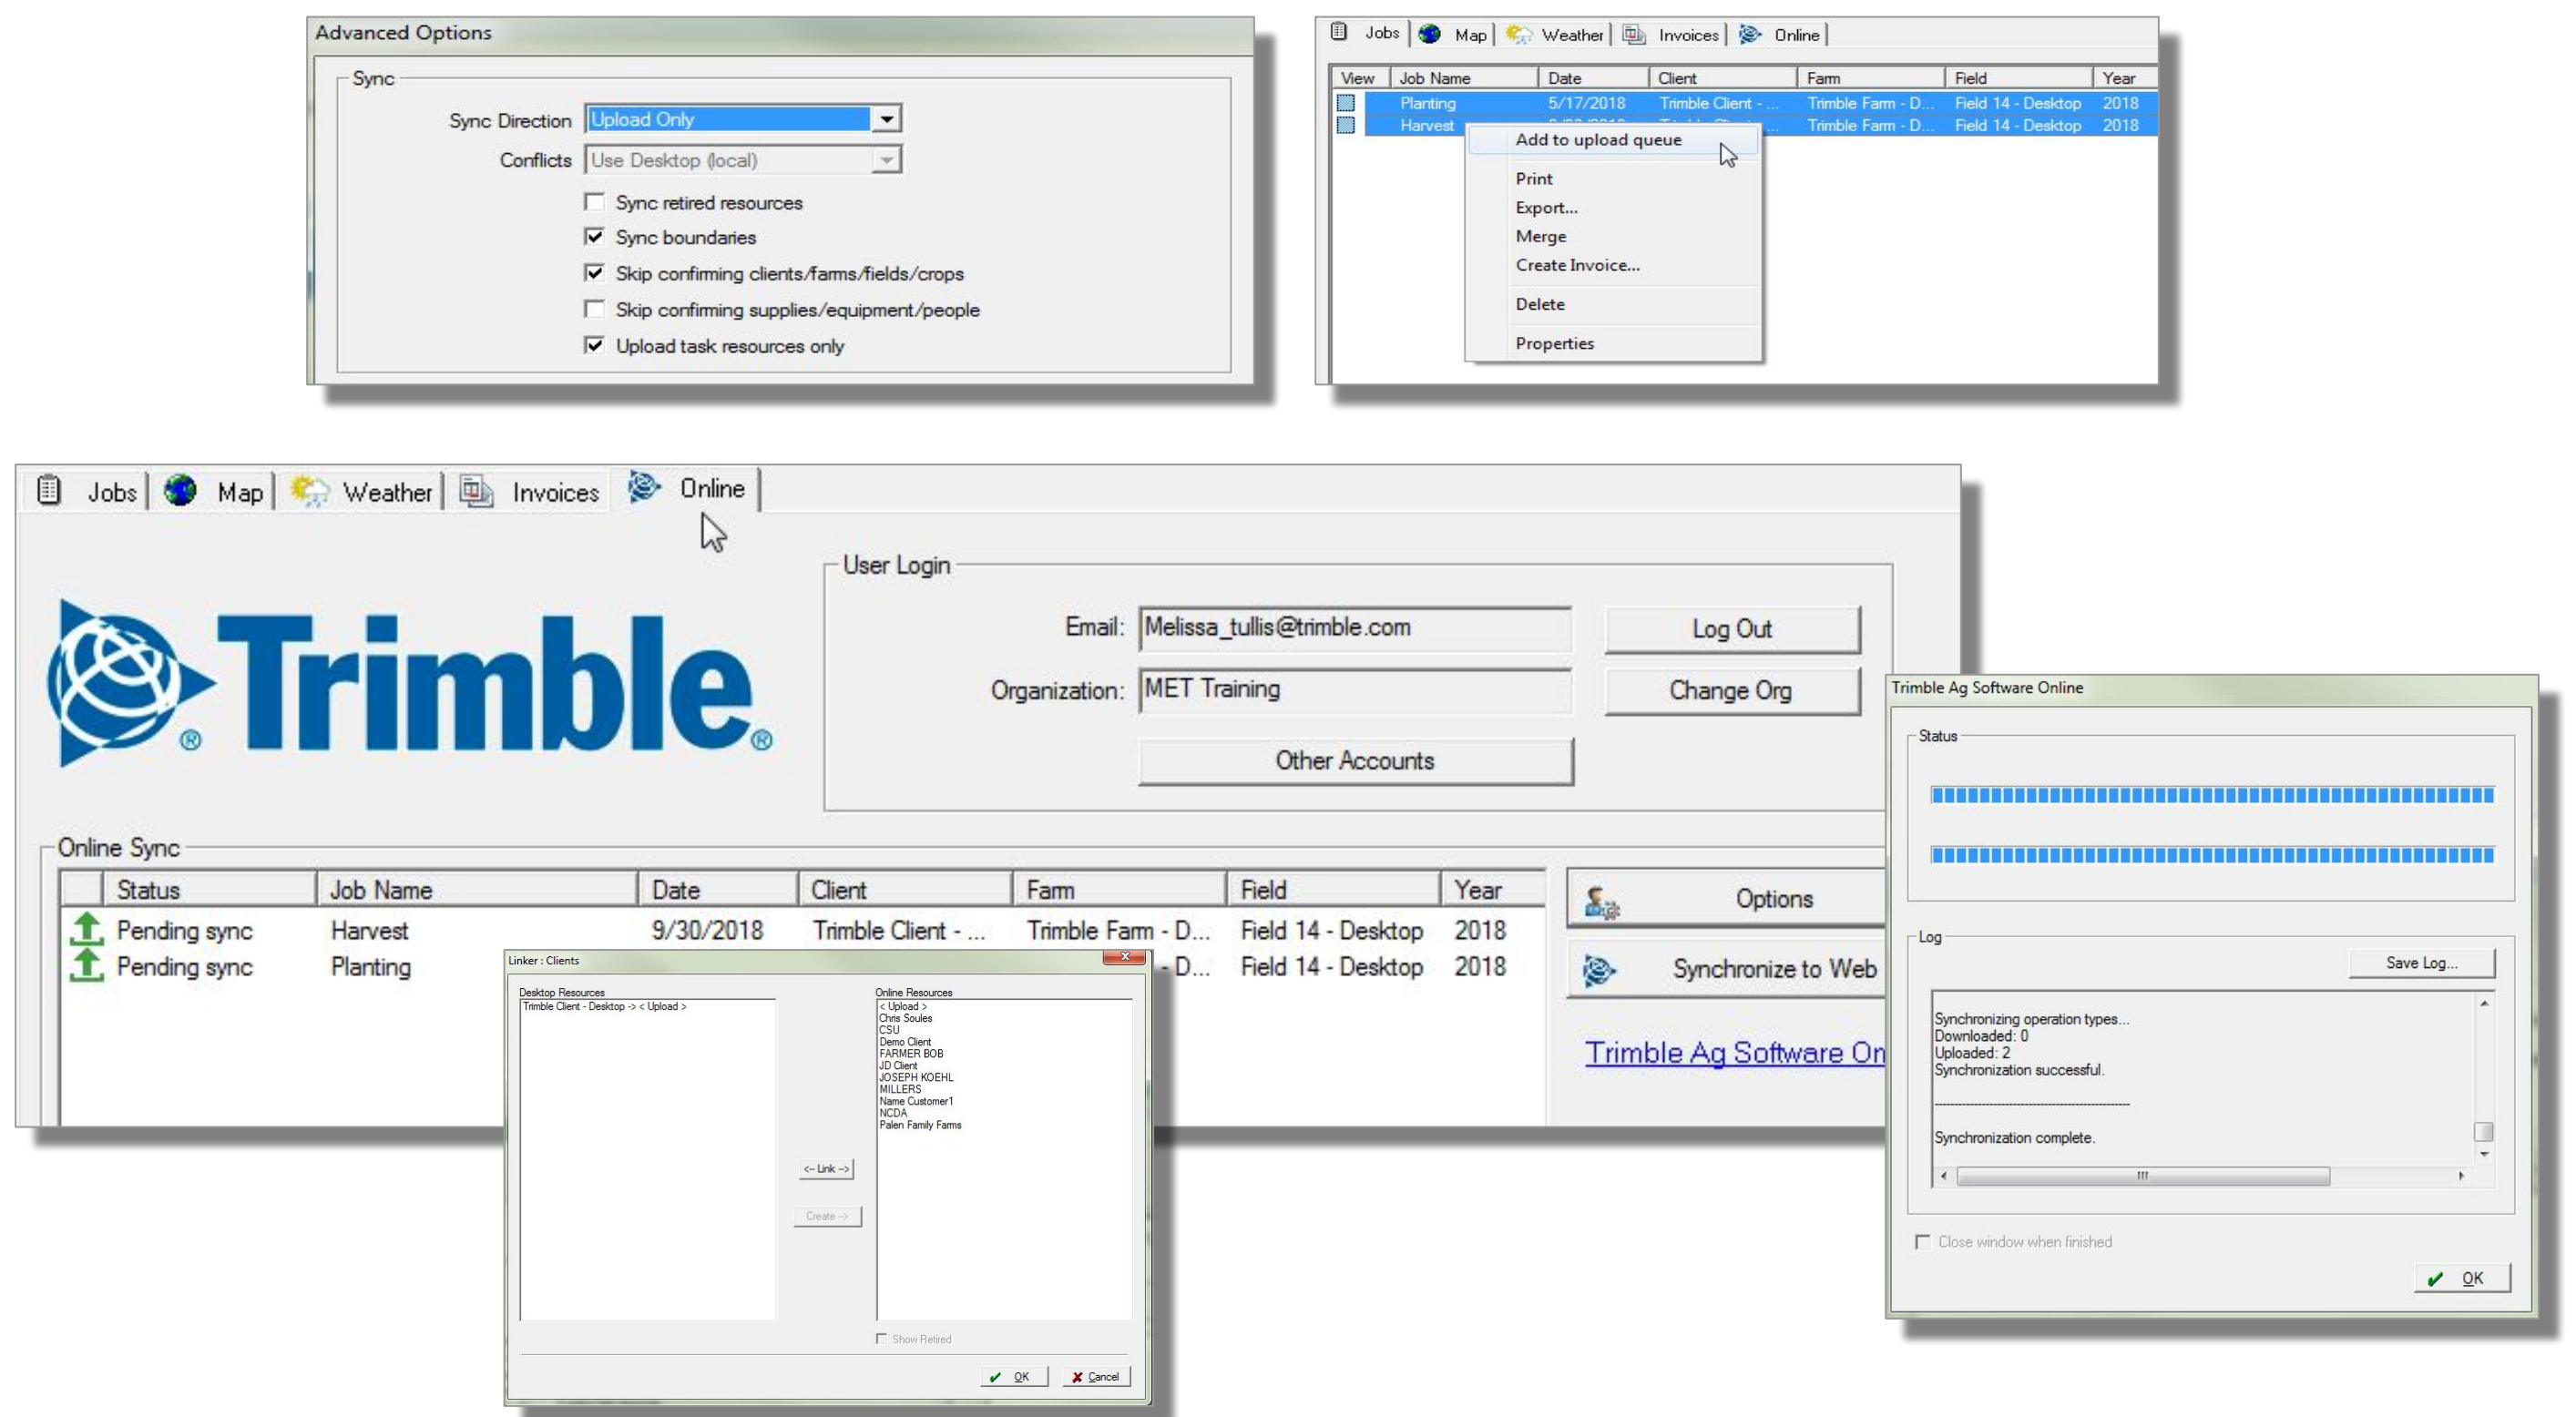 Advanced Options
Sync
Sync Direction Upload Only
Conflicts Use Desktop (local)
Sync retired resources
Sync boundaries
Skip confirming clients/farms/fields/crops
Skip confirming supplies/equipment/people
Upload task resources only
Jobs Map Weather Invoices Online
View Job Name Date Client Farm Field Year
Planting 5/17/2018 Trimble Client - ... Trimble Farm - D... Field 14 - Desktop 2018
Harvest Trimble Farm - D... Field 14 - Desktop 2018
Add to upload queue
Print
Export...
Merge
Create Invoice...
Delete
Properties
Jobs Map Weather Invoices Online
Trimble®
User Login
Email: Melissa_tullis@trimble.com Log Out
Organization: MET Training Change Org
Other Accounts
Online Sync
Status Job Name Date Client Farm Field Year
Pending sync Harvest 9/30/2018 Trimble Client - ... Trimble Farm - D... Field 14 - Desktop 2018
Pending sync Planting - D... Field 14 - Desktop 2018
Options
Synchronize to Web
Trimble Ag Software On
Linker : Clients
Desktop Resources
Trimble Client - Desktop -> < Upload >
<-- Link -->
Create -->
Online Resources
< Upload >
Chris Soules
CSU
Demo Client
FARMER BOB
JD Client
JOSEPH KOEHL
MILLERS
Name Customer1
NCDA
Palen Family Farms
Show Retired
OK Cancel
Trimble Ag Software Online
Status
Log
Save Log...
Synchronizing operation types...
Downloaded: 0
Uploaded: 2
Synchronization successful.
--------------------------------------------------
Synchronization complete.
Close window when finished
OK